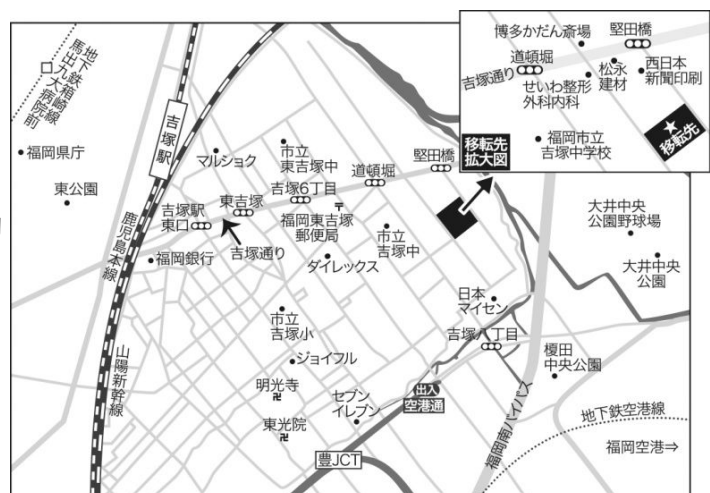 地下鉄箱崎線
馬出九大病院前
福岡県庁
東公園
吉塚駅
鹿児島本線
山陽新幹線
マルショク
市立
東吉塚中
吉塚駅
東口
東吉塚
吉塚6丁目
道頓堀
堅田橋
福岡東吉塚
郵便局
吉塚通り
福岡銀行
ダイレックス
市立
吉塚中
市立
吉塚小
ジョイフル
明光寺
東光院
セブン
イレブン
日本
マイセン
吉塚八丁目
出入
空港通
豊JCT
福岡南バイパス
榎田
中央公園
大井中央
公園野球場
大井中央
公園
地下鉄空港線
福岡空港⇒
博多かだん斎場
堅田橋
道頓堀
吉塚通り
せいわ整形
外科内科
松永
建材
西日本
新聞印刷
移転先
拡大図
福岡市立
吉塚中学校
★
移転先